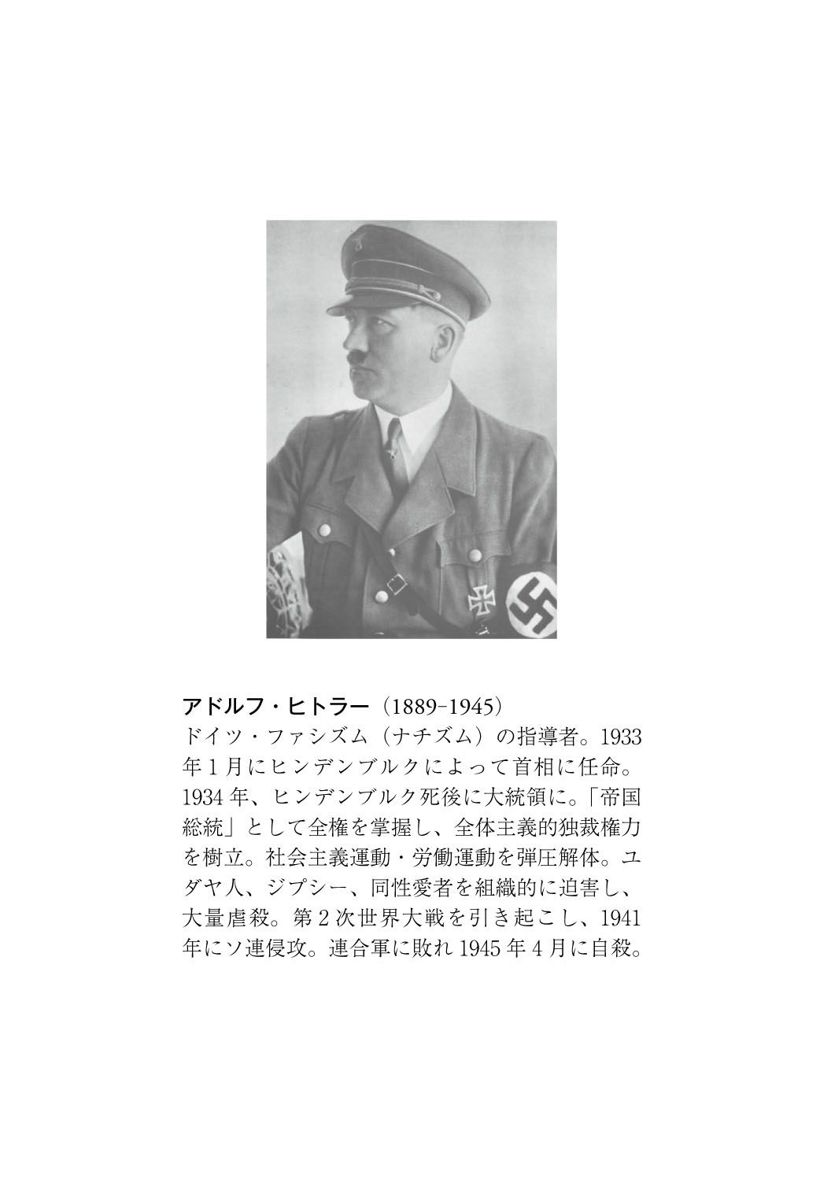 アドルフ・ヒトラー（1889-1945）
ドイツ・ファシズム（ナチズム）の指導者。1933
年1月にヒンデンブルクによって首相に任命。
1934年、ヒンデンブルク死後に大統領に。「帝国
総統」として全権を掌握し、全体主義的独裁権力
を樹立。社会主義運動・労働運動を弾圧解体。ユ
ダヤ人、ジプシー、同性愛者を組織的に迫害し、
大量虐殺。第2次世界大戦を引き起こし、1941
年にソ連侵攻。連合軍に敗れ1945年4月に自殺。